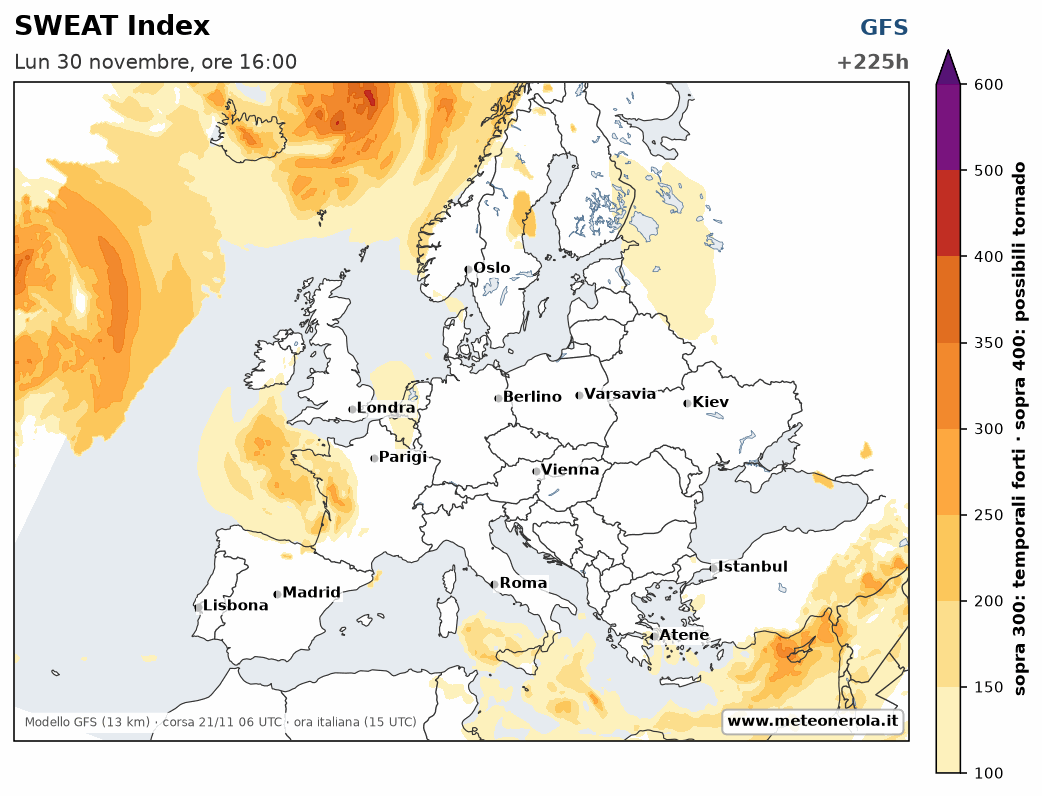 SWEAT Index
GFS
Lun 30 novembre, ore 16:00
+225h
600
500
400
350
300
250
200
150
100
sopra 300: temporali forti · sopra 400: possibili tornado
Oslo
Berlino
Varsavia
Kiev
Londra
Parigi
Vienna
Istanbul
Roma
Madrid
Lisbona
Atene
Modello GFS (13 km) · corsa 21/11 06 UTC · ora italiana (15 UTC)
www.meteonerola.it